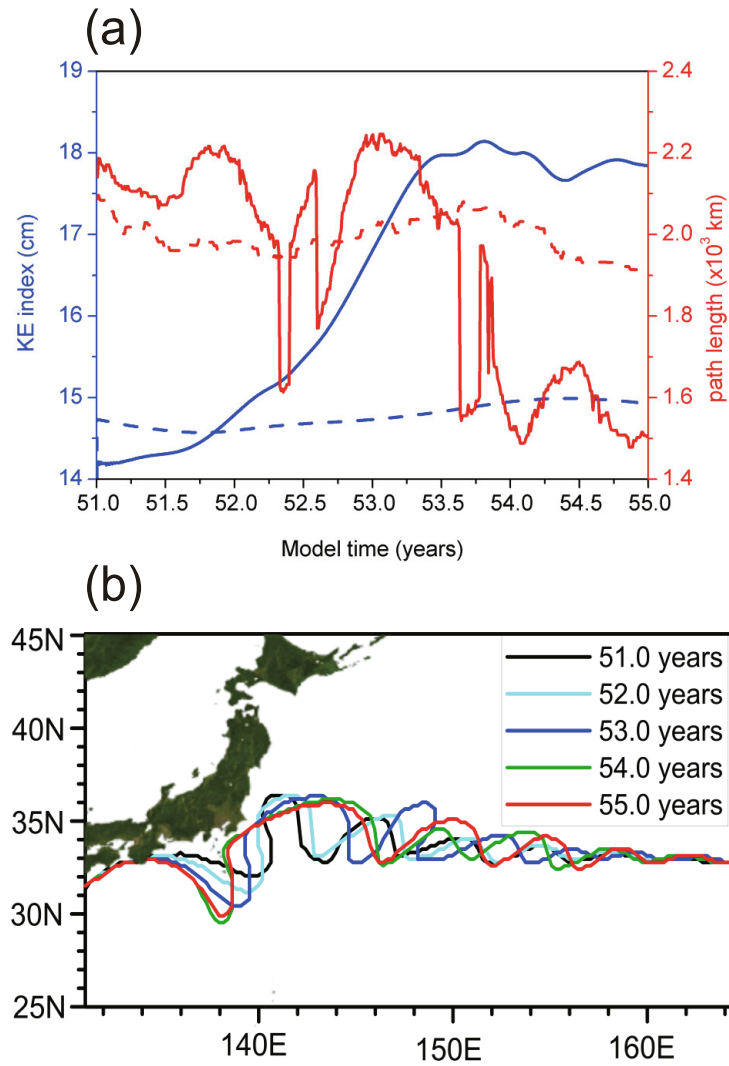 (a)
19
18
17
16
15
14
KE index (cm)
2.4
2.2
2.0
1.8
1.6
1.4
path length (x10³ km)
51.0 51.5 52.0 52.5 53.0 53.5 54.0 54.5 55.0
Model time (years)
(b)
45N
40N
35N
30N
25N
51.0 years
52.0 years
53.0 years
54.0 years
55.0 years
140E 150E 160E